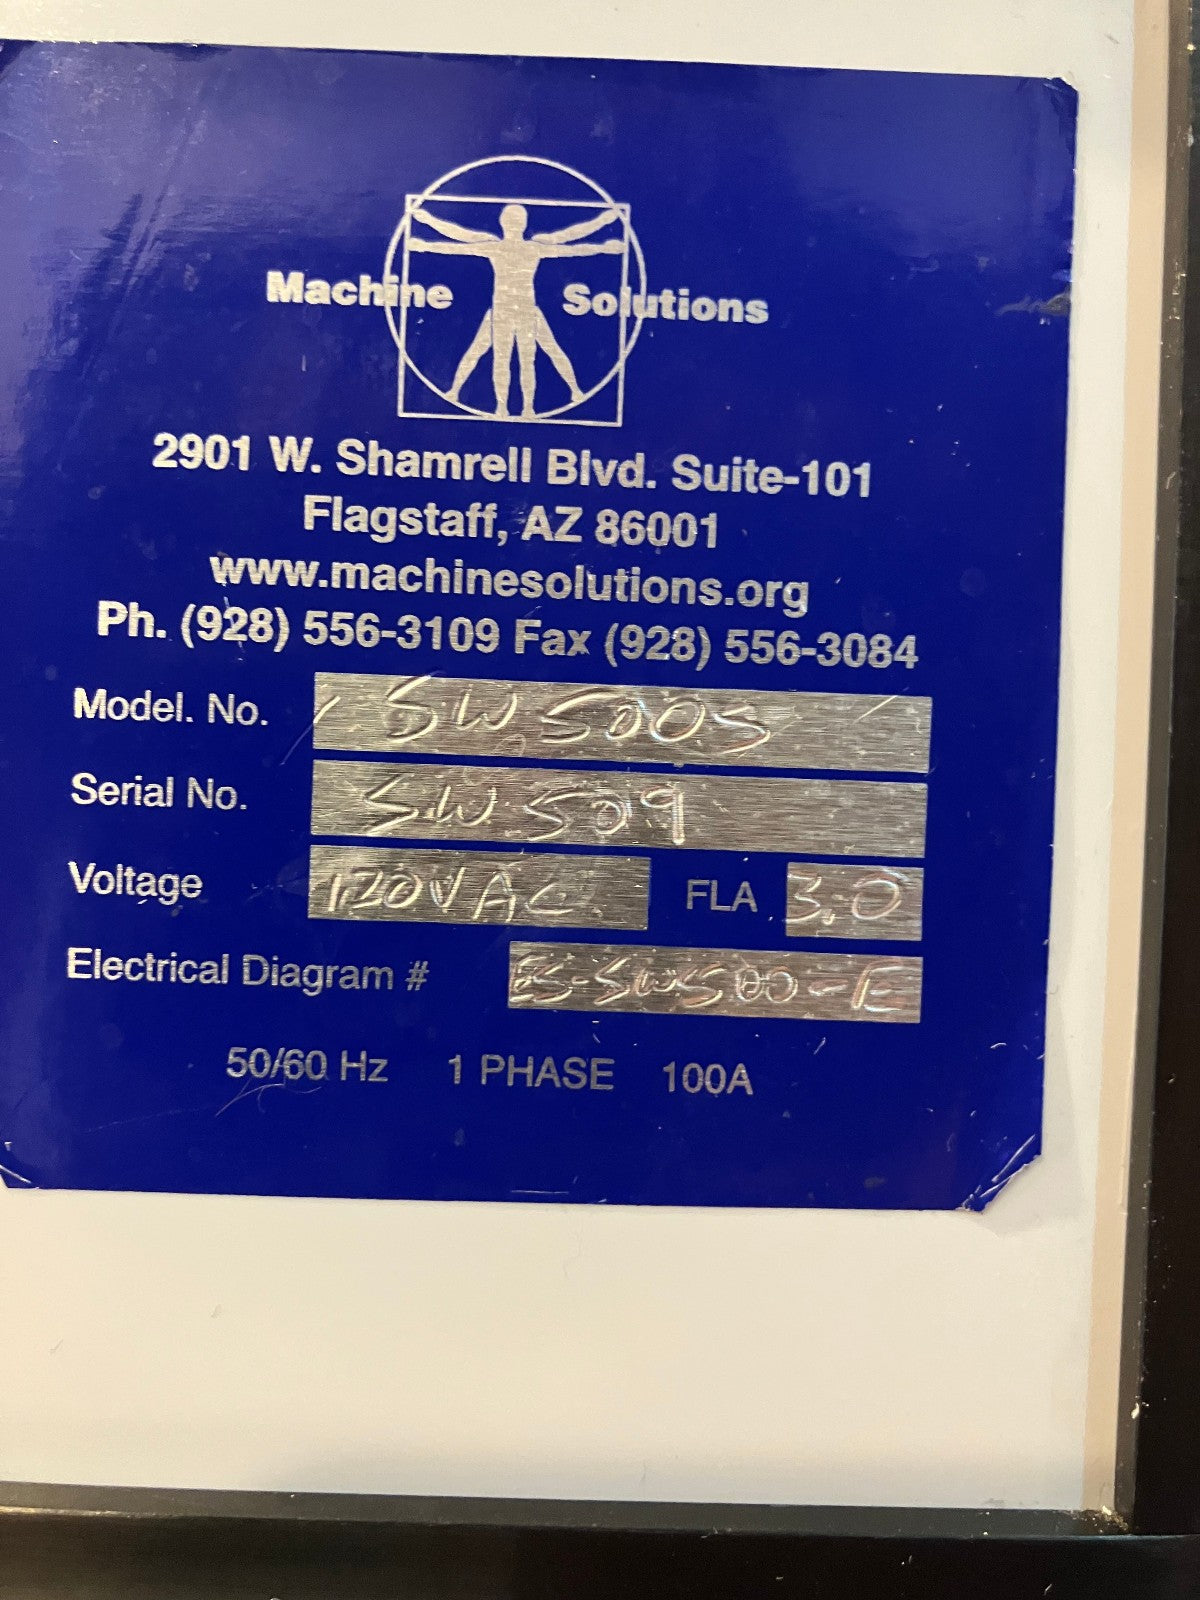 Machine Solutions
2901 W. Shamrell Blvd. Suite-101
Flagstaff, AZ 86001
www.machinesolutions.org
Ph. (928) 556-3109 Fax (928) 556-3084
Model. No. SW500S
Serial No. SW509
Voltage 120VAC FLA 3.0
Electrical Diagram # ES-SW500-E
50/60 Hz 1 PHASE 100A